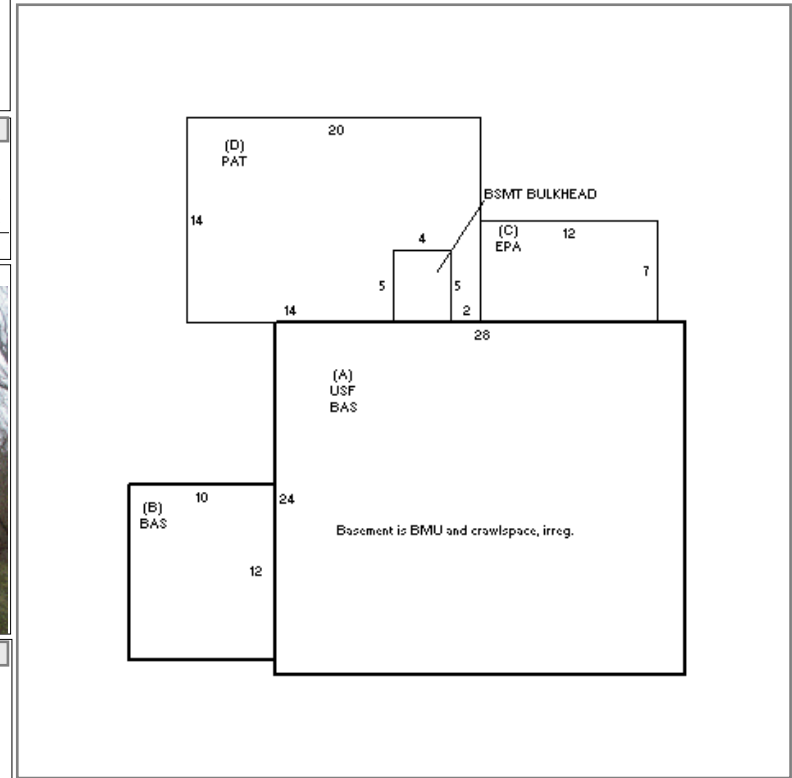 20
(D)
PAT
BSMT BULKHEAD
14
(C)
EPA
12
4
7
5
5
14
2
28
(A)
USF
BAS
10
24
(B)
BAS
Basement is BMU and crawlspace, irreg.
12